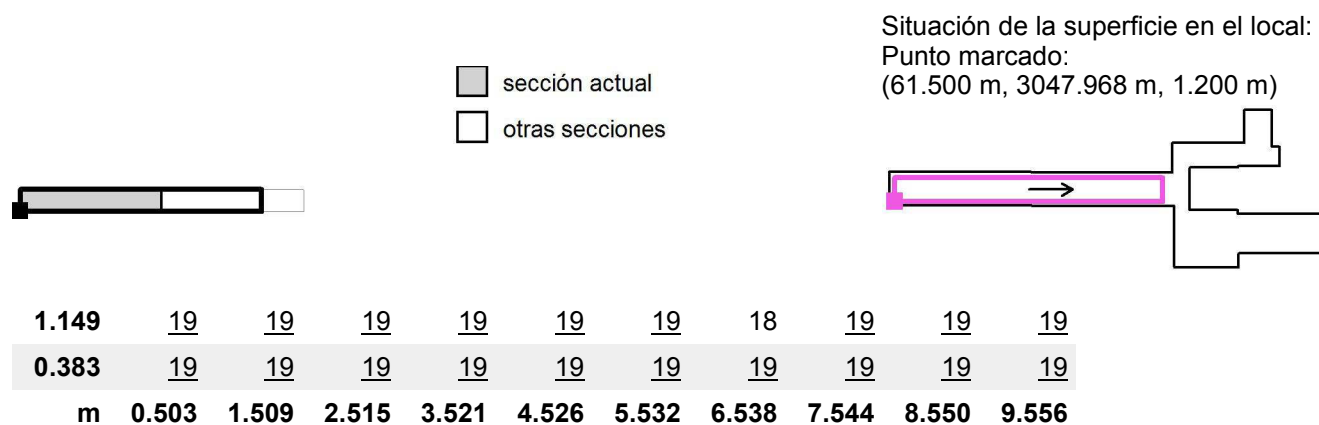 Situación de la superficie en el local:
Punto marcado:
(61.500 m, 3047.968 m, 1.200 m)
sección actual
otras secciones
1.149 19 19 19 19 19 19 18 19 19 19
0.383 19 19 19 19 19 19 19 19 19 19
m 0.503 1.509 2.515 3.521 4.526 5.532 6.538 7.544 8.550 9.556